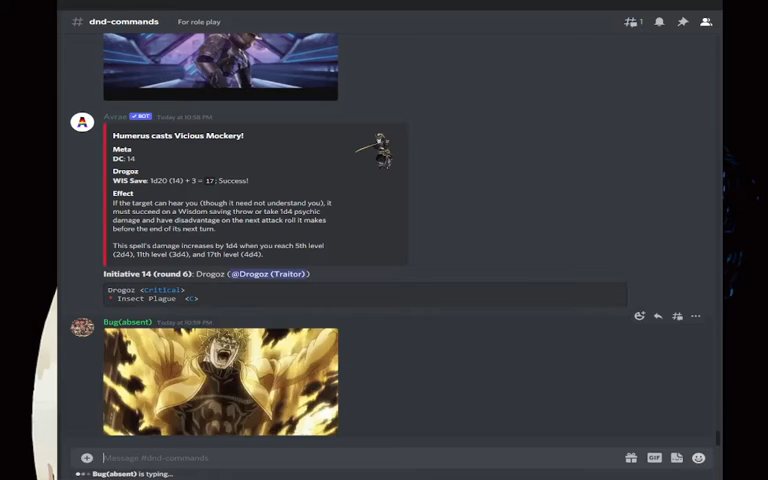 dnd-commands
For role play
1
Avrae BOT Today at 10:58 PM
Humerus casts Vicious Mockery!
Meta
DC: 14
Drogoz
WIS Save: 1d20 (14) + 3 = 17; Success!
Effect
If the target can hear you (though it need not understand you), it
must succeed on a Wisdom saving throw or take 1d4 psychic
damage and have disadvantage on the next attack roll it makes
before the end of its next turn.
This spell's damage increases by 1d4 when you reach 5th level
(2d4), 11th level (3d4), and 17th level (4d4).
Initiative 14 (round 6): Drogoz (@Drogoz (Traitor))
Drogoz <Critical>
* Insect Plague <C>
Bug(absent) Today at 10:59 PM
Message #dnd-commands
GIF
Bug(absent) is typing...